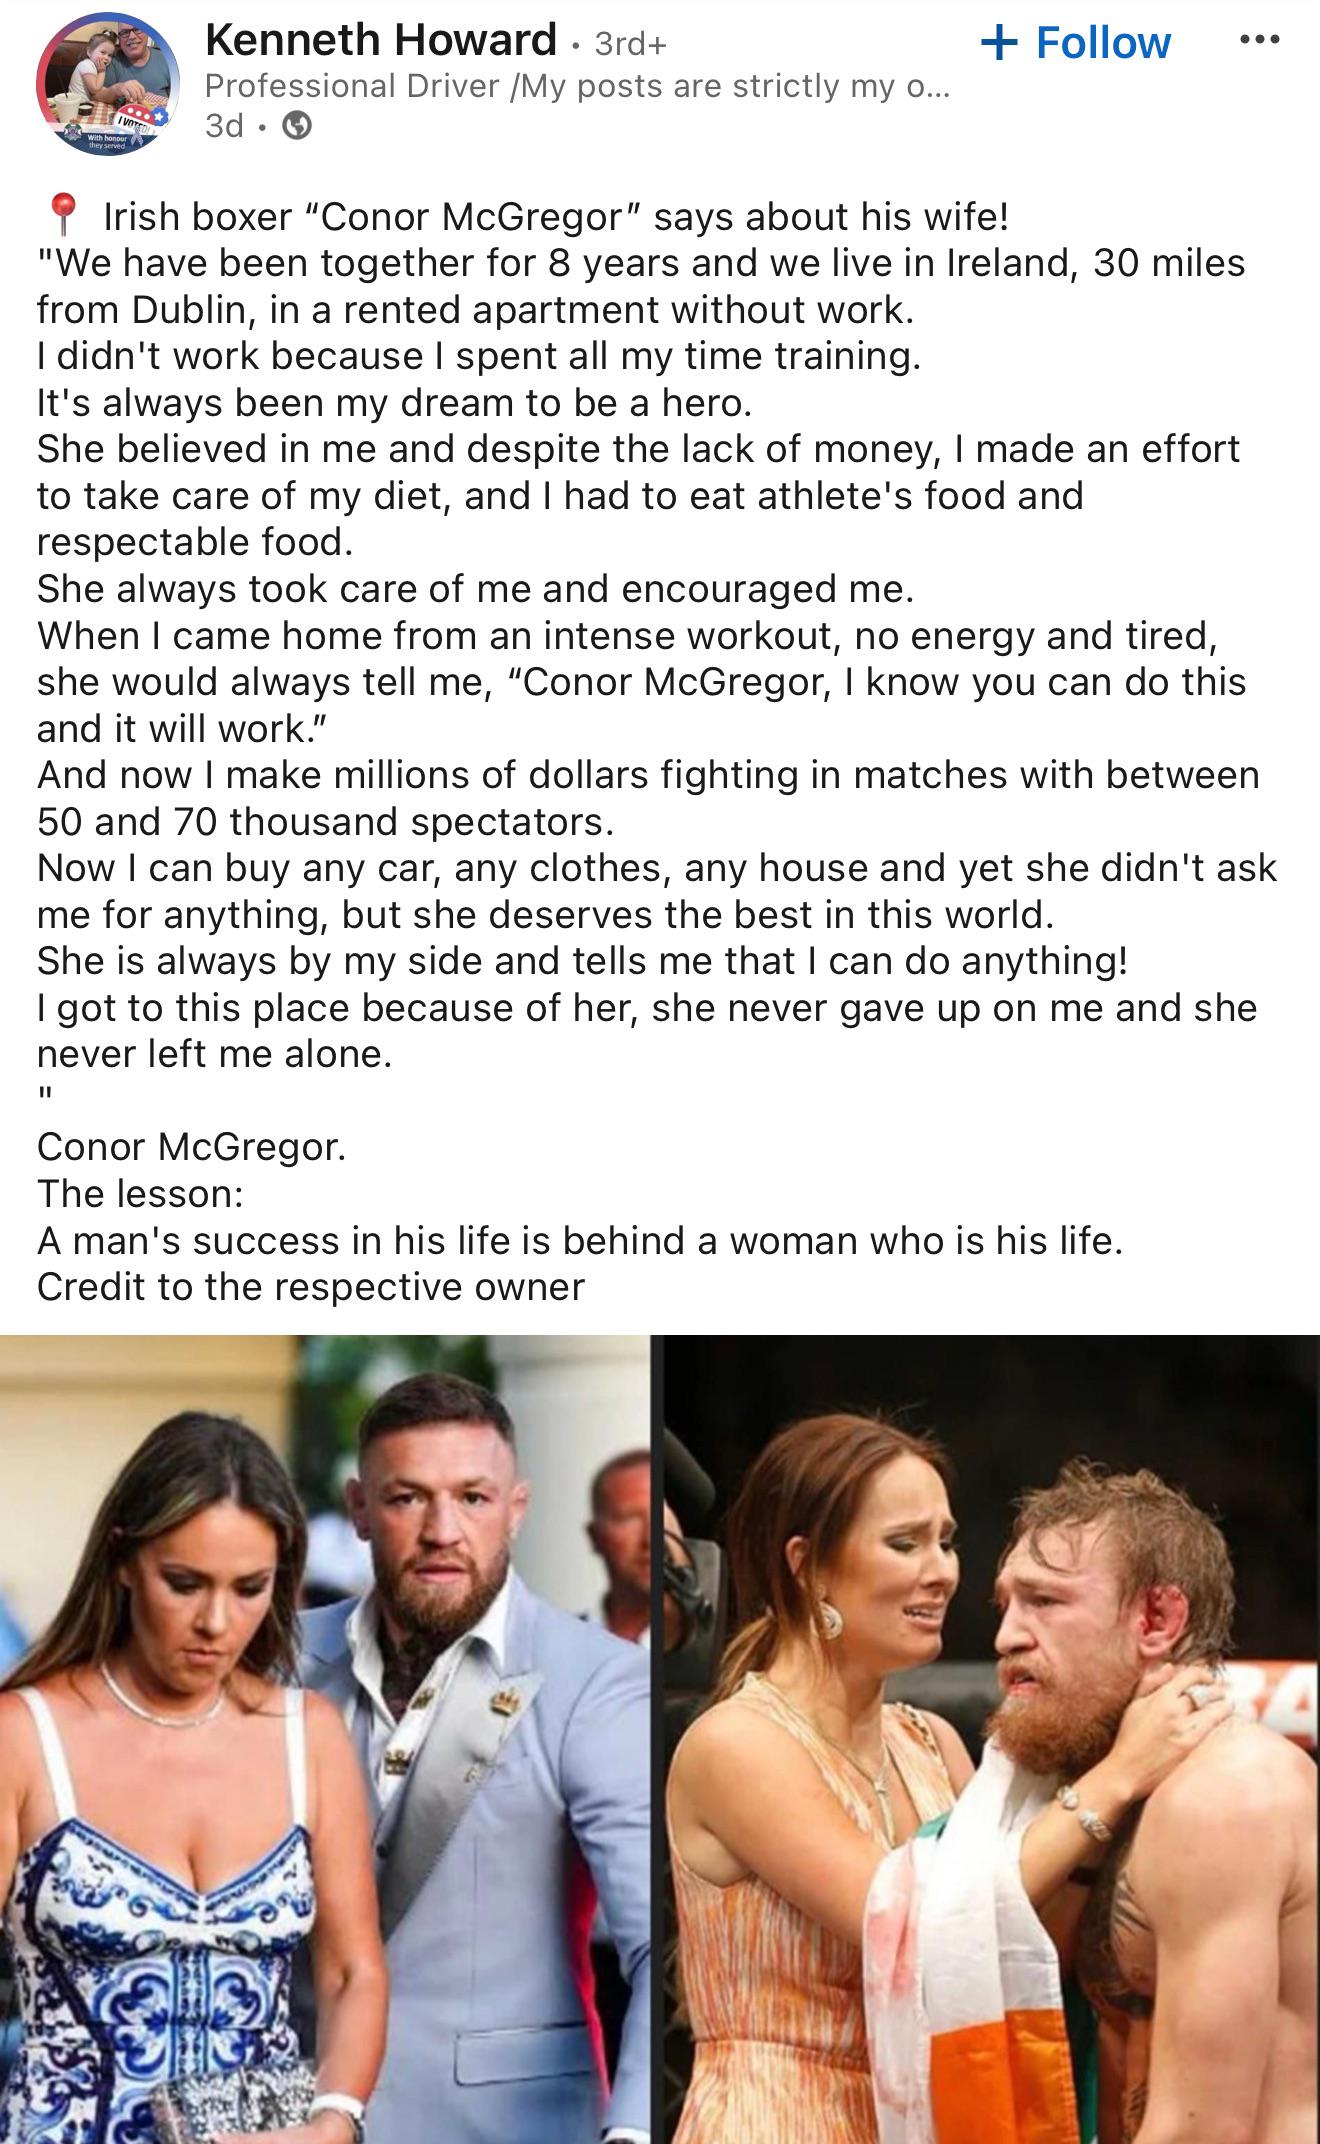 Kenneth Howard · 3rd+
+ Follow
Professional Driver /My posts are strictly my o...
3d ·
I VOTED
With honour
they served
📍 Irish boxer “Conor McGregor” says about his wife!
"We have been together for 8 years and we live in Ireland, 30 miles
from Dublin, in a rented apartment without work.
I didn't work because I spent all my time training.
It's always been my dream to be a hero.
She believed in me and despite the lack of money, I made an effort
to take care of my diet, and I had to eat athlete's food and
respectable food.
She always took care of me and encouraged me.
When I came home from an intense workout, no energy and tired,
she would always tell me, “Conor McGregor, I know you can do this
and it will work.”
And now I make millions of dollars fighting in matches with between
50 and 70 thousand spectators.
Now I can buy any car, any clothes, any house and yet she didn't ask
me for anything, but she deserves the best in this world.
She is always by my side and tells me that I can do anything!
I got to this place because of her, she never gave up on me and she
never left me alone.
"
Conor McGregor.
The lesson:
A man's success in his life is behind a woman who is his life.
Credit to the respective owner